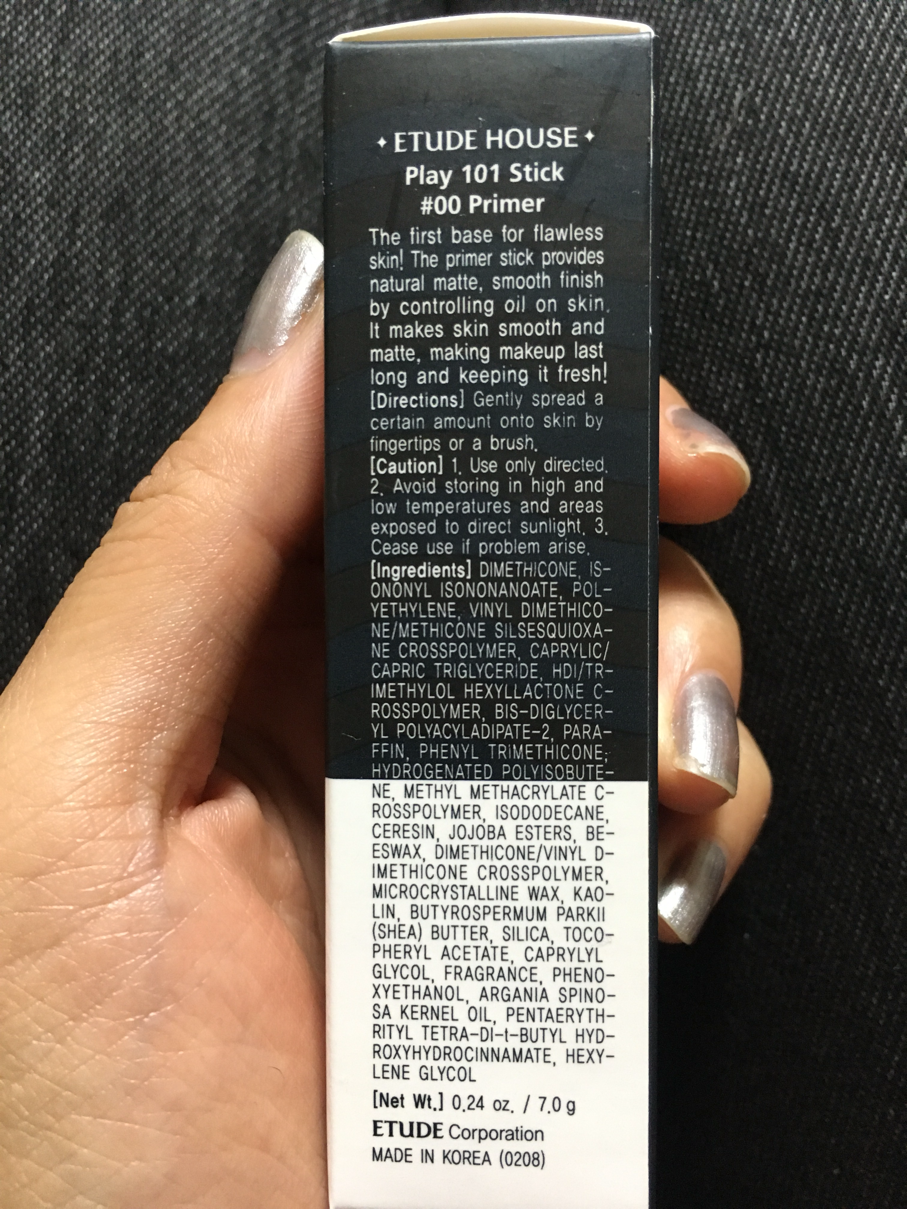 ✦ ETUDE HOUSE ✦
Play 101 Stick
#00 Primer
The first base for flawless
skin! The primer stick provides
natural matte, smooth finish
by controlling oil on skin.
It makes skin smooth and
matte, making makeup last
long and keeping it fresh!
[Directions] Gently spread a
certain amount onto skin by
fingertips or a brush.
[Caution] 1. Use only directed.
2. Avoid storing in high and
low temperatures and areas
exposed to direct sunlight. 3.
Cease use if problem arise.
[Ingredients] DIMETHICONE, IS-
ONONYL ISONONANOATE, POL-
YETHYLENE, VINYL DIMETHICO-
NE/METHICONE SILSESQUIOXA-
NE CROSSPOLYMER, CAPRYLIC/
CAPRIC TRIGLYCERIDE, HDI/TR-
IMETHYLOL HEXYLLACTONE C-
ROSSPOLYMER, BIS-DIGLYCER-
YL POLYACYLADIPATE-2, PARA-
FFIN, PHENYL TRIMETHICONE,
HYDROGENATED POLYISOBUTE-
NE, METHYL METHACRYLATE C-
ROSSPOLYMER, ISODODECANE,
CERESIN, JOJOBA ESTERS, BE-
ESWAX, DIMETHICONE/VINYL D-
IMETHICONE CROSSPOLYMER,
MICROCRYSTALLINE WAX, KAO-
LIN, BUTYROSPERMUM PARKII
(SHEA) BUTTER, SILICA, TOCO-
PHERYL ACETATE, CAPRYLYL
GLYCOL, FRAGRANCE, PHENO-
XYETHANOL, ARGANIA SPINO-
SA KERNEL OIL, PENTAERYTH-
RITYL TETRA-DI-t-BUTYL HYD-
ROXYHYDROCINNAMATE, HEXY-
LENE GLYCOL
[Net Wt.] 0.24 oz. / 7.0 g
ETUDE Corporation
MADE IN KOREA (0208)